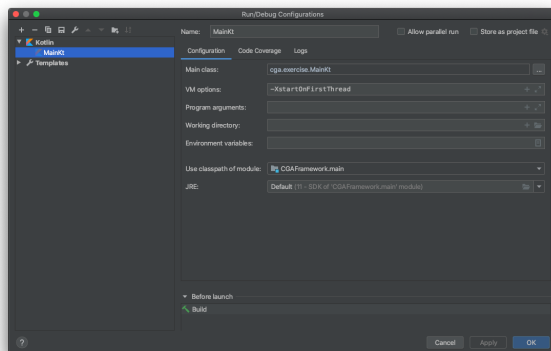 Run/Debug Configurations
Name: MainKt Allow parallel run Store as project file
Kotlin
MainKt
Templates
Configuration Code Coverage Logs
Main class: cga.exercise.MainKt ...
VM options: -XstartOnFirstThread
Program arguments:
Working directory:
Environment variables:
Use classpath of module: CGAFramework.main
JRE: Default (11 - SDK of 'CGAFramework.main' module)
Before launch
Build
? Cancel Apply OK